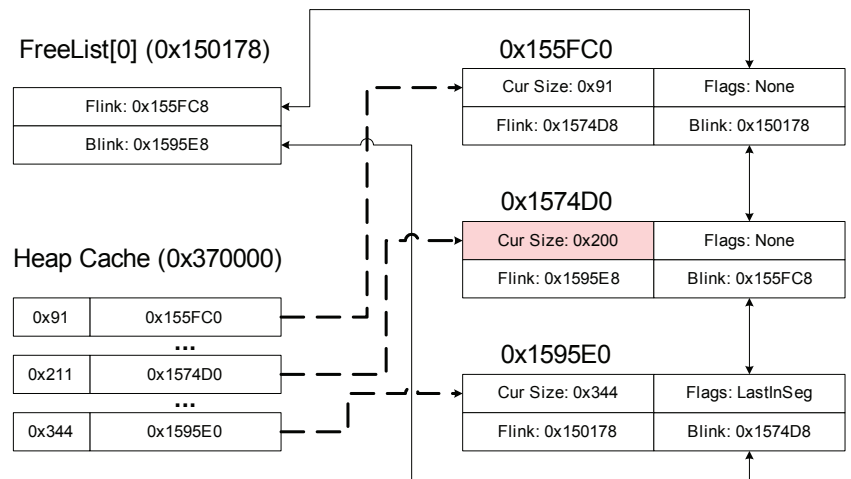 FreeList[0] (0x150178)
Flink: 0x155FC8
Blink: 0x1595E8
Heap Cache (0x370000)
0x91 0x155FC0
...
0x211 0x1574D0
...
0x344 0x1595E0
0x155FC0
Cur Size: 0x91 Flags: None
Flink: 0x1574D8 Blink: 0x150178
0x1574D0
Cur Size: 0x200 Flags: None
Flink: 0x1595E8 Blink: 0x155FC8
0x1595E0
Cur Size: 0x344 Flags: LastInSeg
Flink: 0x150178 Blink: 0x1574D8